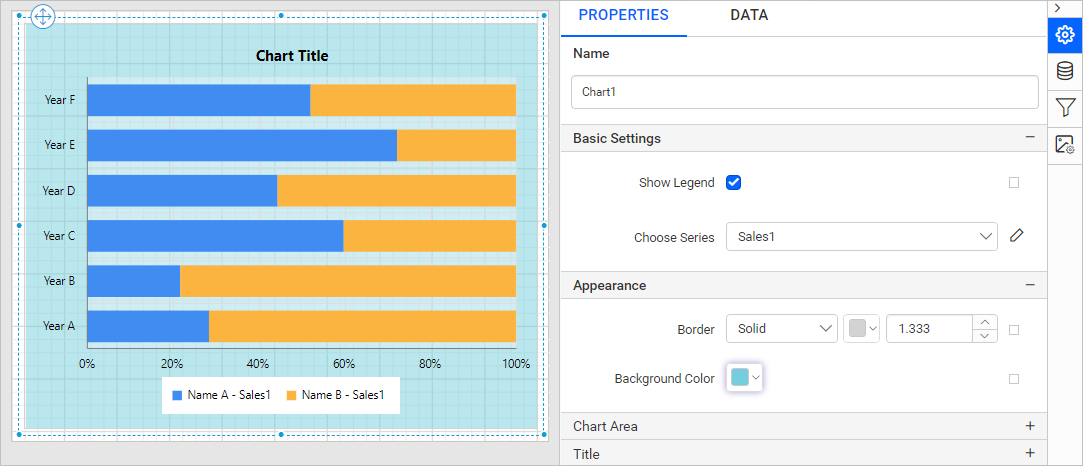 Chart Title
Year F
Year E
Year D
Year C
Year B
Year A
0% 20% 40% 60% 80% 100%
Name A - Sales1 Name B - Sales1
PROPERTIES DATA
Name
Chart1
Basic Settings
Show Legend
Choose Series Sales1
Appearance
Border Solid 1.333
Background Color
Chart Area
Title